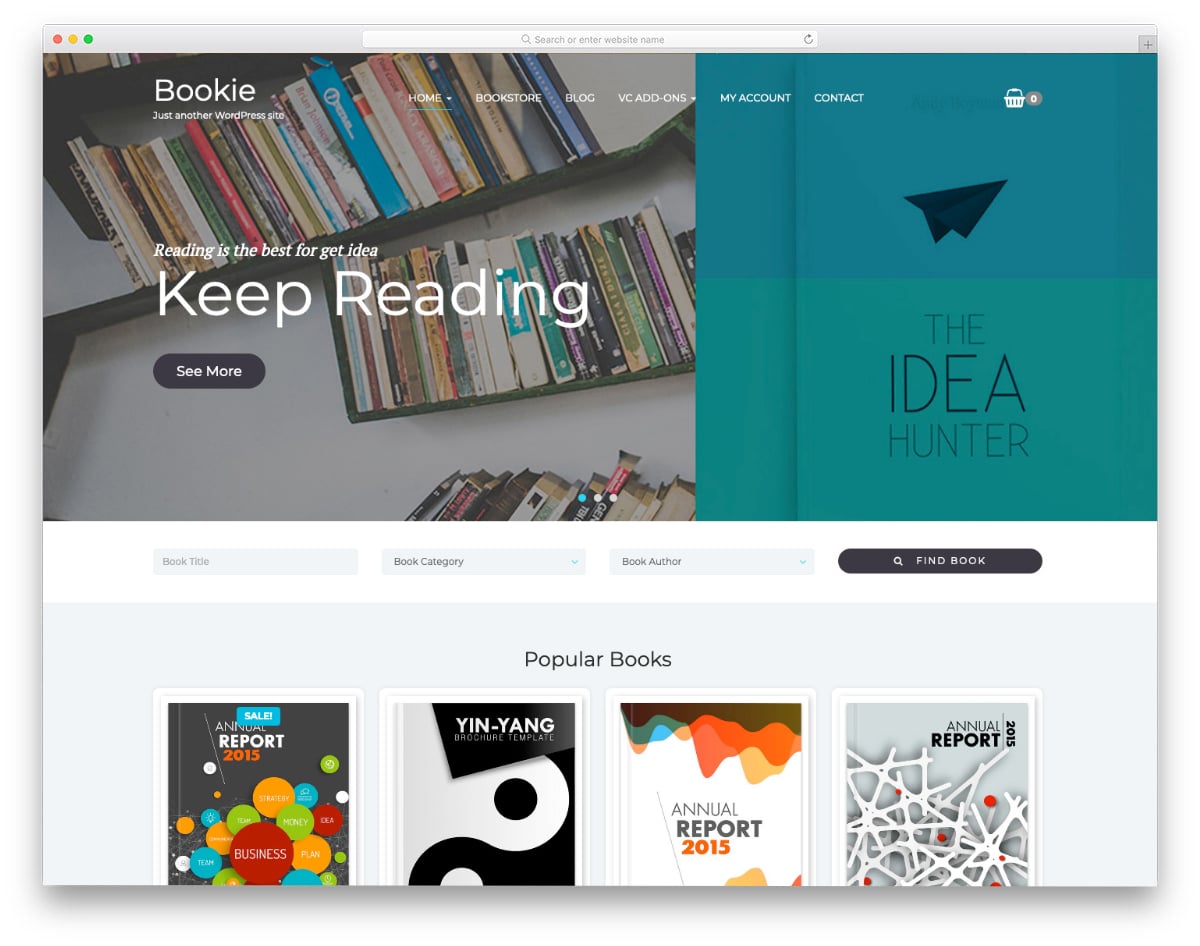 Search or enter website name
Bookie
Just another WordPress site
HOME
BOOKSTORE
BLOG
VC ADD-ONS
MY ACCOUNT
CONTACT
0
Reading is the best for get idea
Keep Reading
See More
THE
IDEA
HUNTER
Book Title
Book Category
Book Author
FIND BOOK
Popular Books
SALE!
ANNUAL
REPORT
2015
STRATEGY
TEAM
MONEY
IDEA
BUSINESS
PLAN
TEAM
YIN-YANG
BROCHURE TEMPLATE
ANNUAL
REPORT
2015
ANNUAL
REPORT
2015